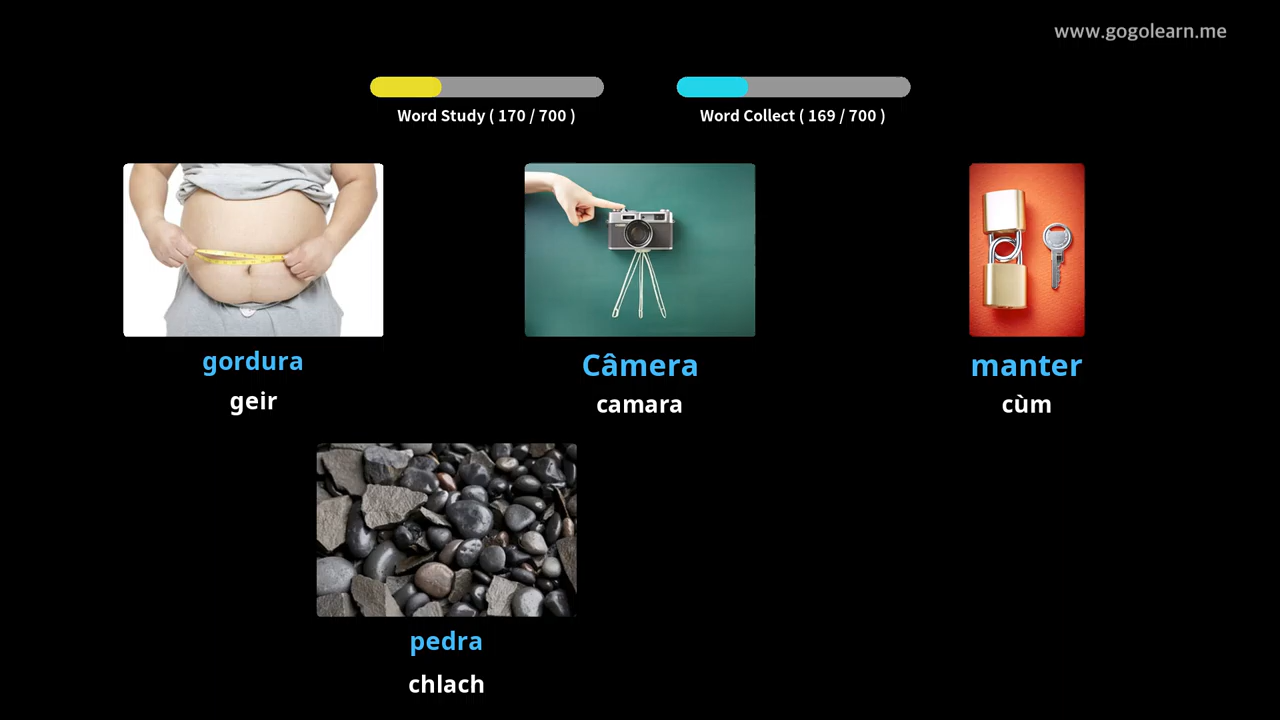 www.gogolearn.me
Word Study ( 170 / 700 )
Word Collect ( 169 / 700 )
gordura
geir
Câmera
camara
manter
cùm
pedra
chlach